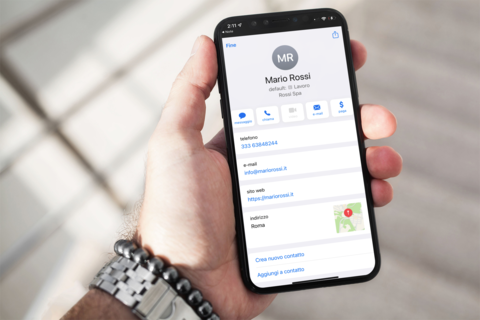 2:11
Fine
MR
Mario Rossi
default: Lavoro
Rossi Spa
messaggio
chiama
e-mail
telefono
333 63848244
e-mail
info@mariorossi.it
sito web
https://mariorossi.it
indirizzo
Roma
Crea nuovo contatto
Aggiungi a contatto